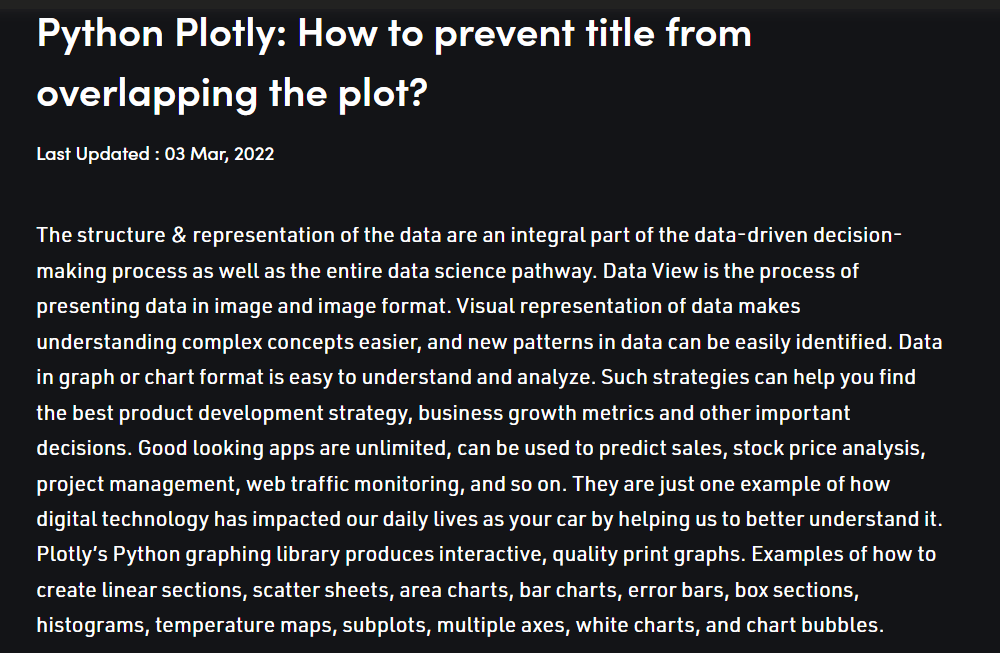 Python Plotly: How to prevent title from
overlapping the plot?
Last Updated : 03 Mar, 2022
The structure & representation of the data are an integral part of the data-driven decision-
making process as well as the entire data science pathway. Data View is the process of
presenting data in image and image format. Visual representation of data makes
understanding complex concepts easier, and new patterns in data can be easily identified. Data
in graph or chart format is easy to understand and analyze. Such strategies can help you find
the best product development strategy, business growth metrics and other important
decisions. Good looking apps are unlimited, can be used to predict sales, stock price analysis,
project management, web traffic monitoring, and so on. They are just one example of how
digital technology has impacted our daily lives as your car by helping us to better understand it.
Plotly’s Python graphing library produces interactive, quality print graphs. Examples of how to
create linear sections, scatter sheets, area charts, bar charts, error bars, box sections,
histograms, temperature maps, subplots, multiple axes, white charts, and chart bubbles.